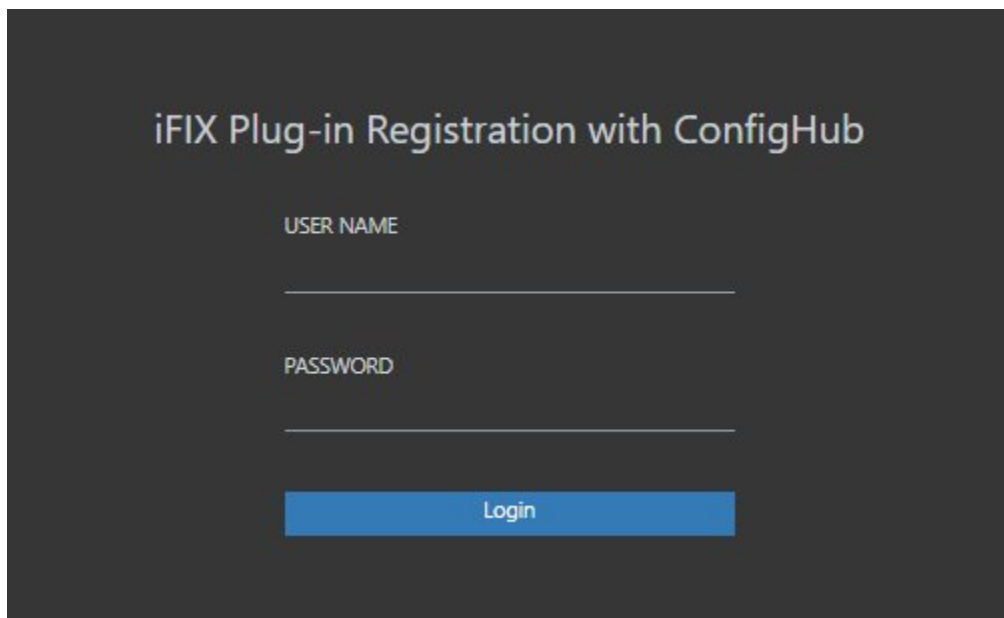 iFIX Plug-in Registration with ConfigHub
USER NAME
PASSWORD
Login